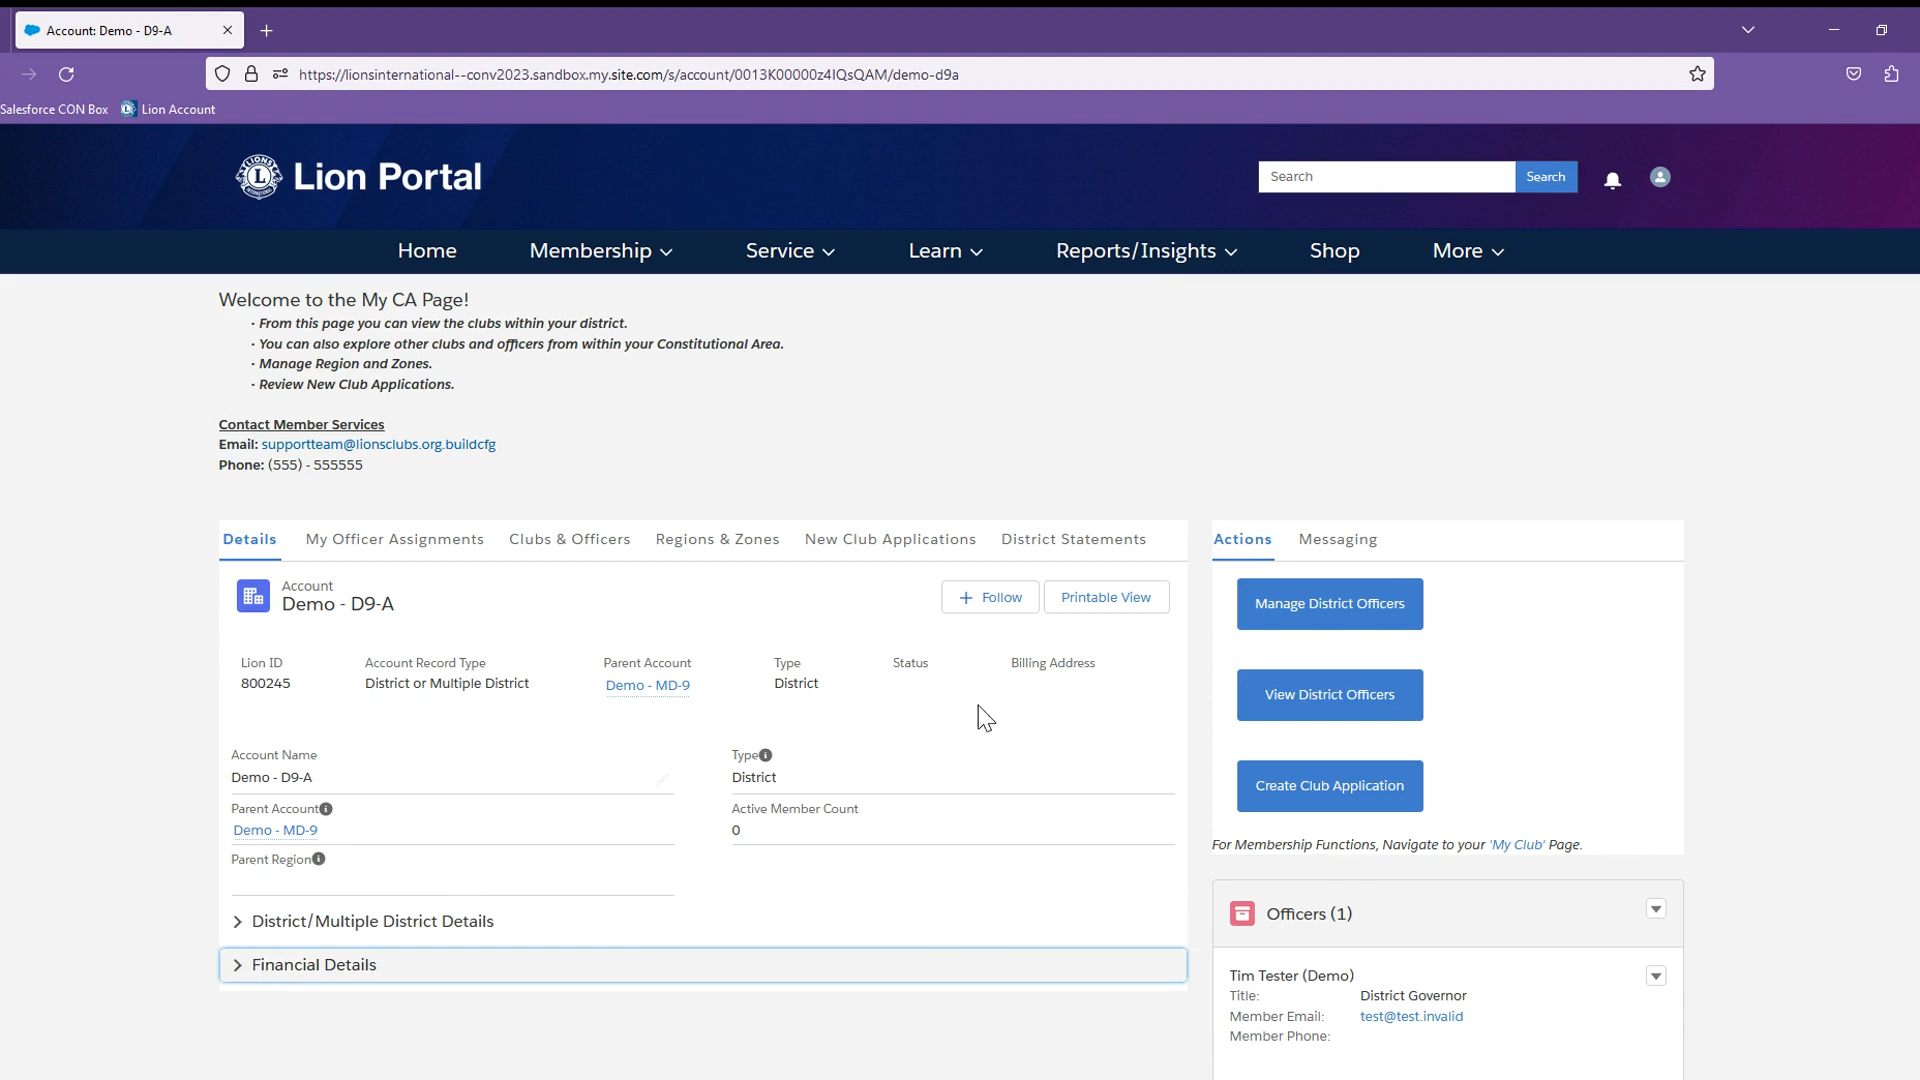 Account: Demo - D9-A
https://lionsinternational--conv2023.sandbox.my.site.com/s/account/0013K00000z4IQsQAM/demo-d9a
Salesforce CON Box Lion Account
LIONS
L
INTERNATIONAL
Lion Portal
Search Search
Home Membership Service Learn Reports/Insights Shop More
Welcome to the My CA Page!
· From this page you can view the clubs within your district.
· You can also explore other clubs and officers from within your Constitutional Area.
· Manage Region and Zones.
· Review New Club Applications.
Contact Member Services
Email: supportteam@lionsclubs.org.buildcfg
Phone: (555) - 555555
Details My Officer Assignments Clubs & Officers Regions & Zones New Club Applications District Statements
Account
Demo - D9-A
+ Follow Printable View
Lion ID Account Record Type Parent Account Type Status Billing Address
800245 District or Multiple District Demo - MD-9 District
Account Name Type
Demo - D9-A District
Parent Account Active Member Count
Demo - MD-9 0
Parent Region
District/Multiple District Details
Financial Details
Actions Messaging
Manage District Officers
View District Officers
Create Club Application
For Membership Functions, Navigate to your 'My Club' Page.
Officers (1)
Tim Tester (Demo)
Title: District Governor
Member Email: test@test.invalid
Member Phone: